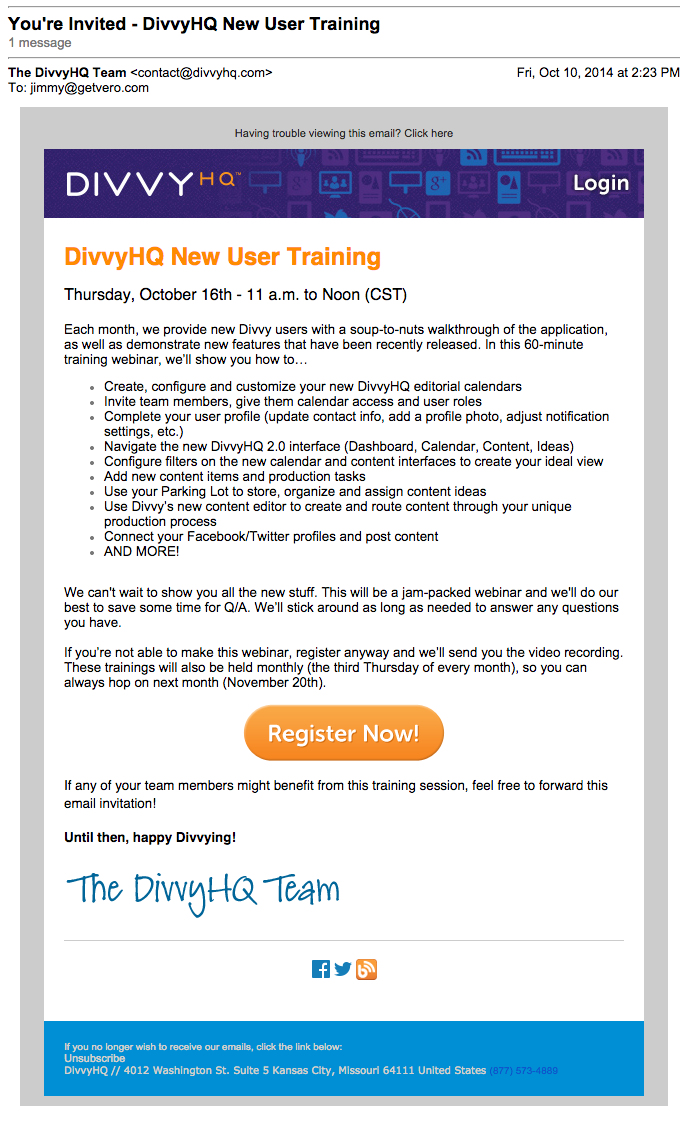 You're Invited - DivvyHQ New User Training
1 message
The DivvyHQ Team <contact@divvyhq.com> Fri, Oct 10, 2014 at 2:23 PM
To: jimmy@getvero.com
Having trouble viewing this email? Click here
DIVVY HQ™ Login
DivvyHQ New User Training
Thursday, October 16th - 11 a.m. to Noon (CST)
Each month, we provide new Divvy users with a soup-to-nuts walkthrough of the application,
as well as demonstrate new features that have been recently released. In this 60-minute
training webinar, we’ll show you how to…
• Create, configure and customize your new DivvyHQ editorial calendars
• Invite team members, give them calendar access and user roles
• Complete your user profile (update contact info, add a profile photo, adjust notification
settings, etc.)
• Navigate the new DivvyHQ 2.0 interface (Dashboard, Calendar, Content, Ideas)
• Configure filters on the new calendar and content interfaces to create your ideal view
• Add new content items and production tasks
• Use your Parking Lot to store, organize and assign content ideas
• Use Divvy’s new content editor to create and route content through your unique
production process
• Connect your Facebook/Twitter profiles and post content
• AND MORE!
We can't wait to show you all the new stuff. This will be a jam-packed webinar and we'll do our
best to save some time for Q/A. We’ll stick around as long as needed to answer any questions
you have.
If you’re not able to make this webinar, register anyway and we’ll send you the video recording.
These trainings will also be held monthly (the third Thursday of every month), so you can
always hop on next month (November 20th).
Register Now!
If any of your team members might benefit from this training session, feel free to forward this
email invitation!
Until then, happy Divvying!
The DivvyHQ Team
If you no longer wish to receive our emails, click the link below:
Unsubscribe
DivvyHQ // 4012 Washington St. Suite 5 Kansas City, Missouri 64111 United States (877) 573-4889